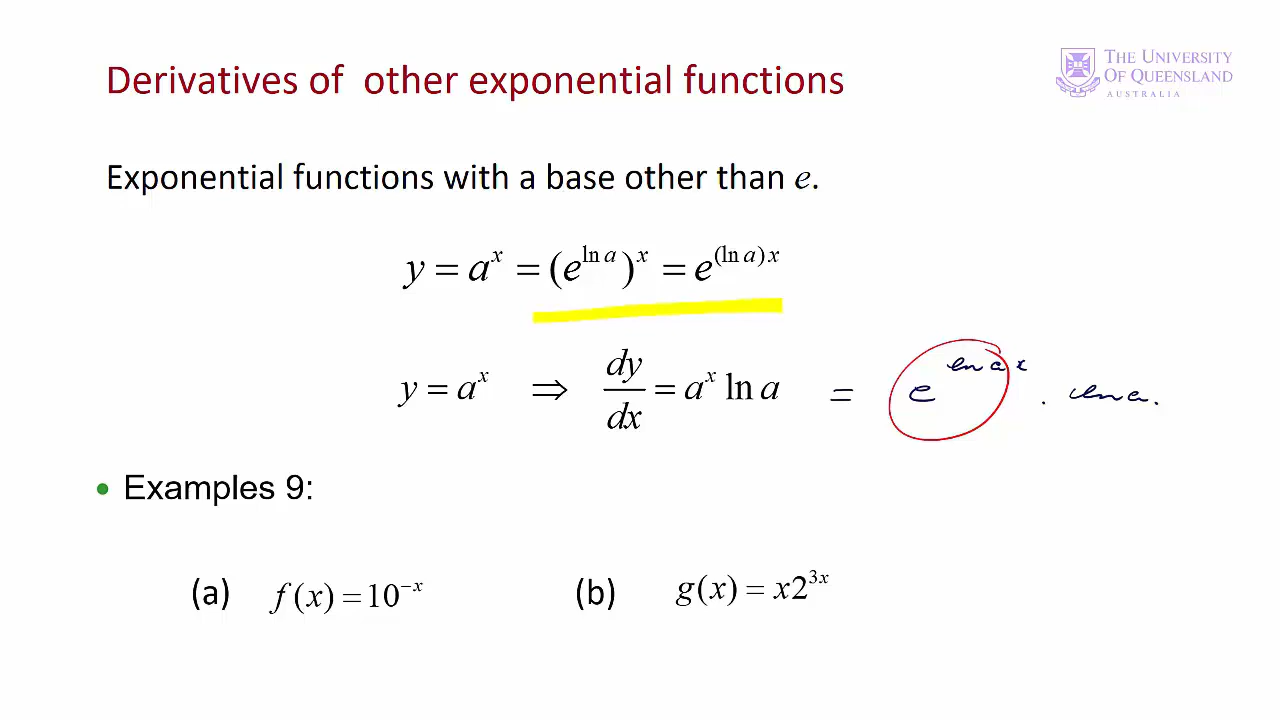 Derivatives of other exponential functions
THE UNIVERSITY
OF QUEENSLAND
AUSTRALIA
Exponential functions with a base other than e.
y = a^x = (e^{ln a})^x = e^{(ln a)x}
y = a^x ⇒ dy/dx = a^x ln a = e^{ln a x} . ln a.
• Examples 9:
(a) f(x) = 10^{−x} (b) g(x) = x2^{3x}